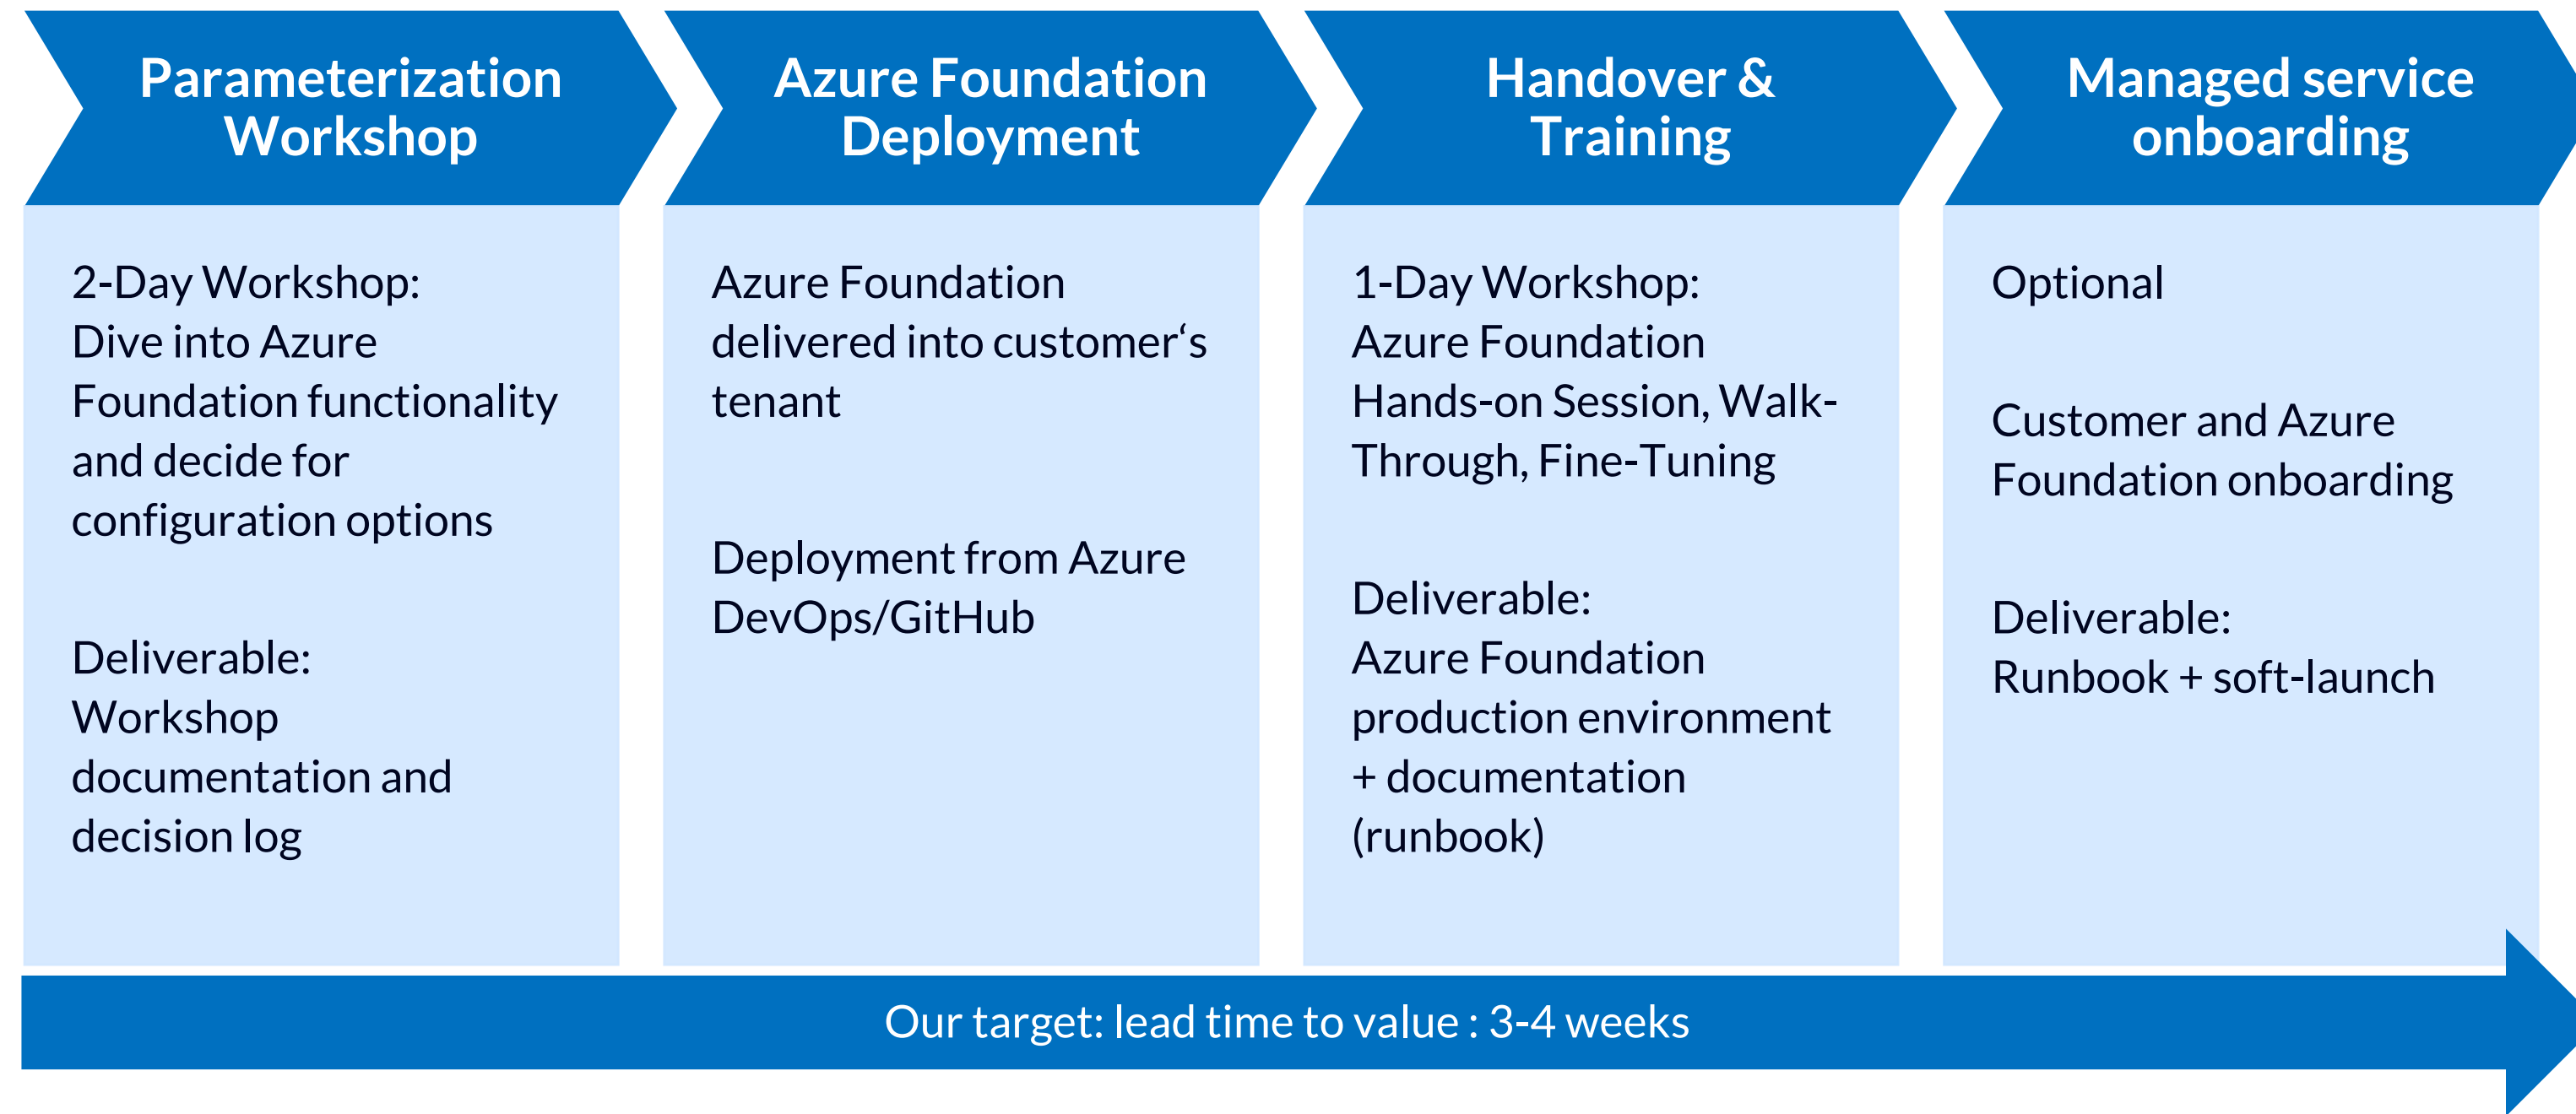 Parameterization
Workshop
2-Day Workshop:
Dive into Azure
Foundation functionality
and decide for
configuration options
Deliverable:
Workshop
documentation and
decision log
Azure Foundation
Deployment
Azure Foundation
delivered into customer‘s
tenant
Deployment from Azure
DevOps/GitHub
Handover &
Training
1-Day Workshop:
Azure Foundation
Hands-on Session, Walk-
Through, Fine-Tuning
Deliverable:
Azure Foundation
production environment
+ documentation
(runbook)
Managed service
onboarding
Optional
Customer and Azure
Foundation onboarding
Deliverable:
Runbook + soft-launch
Our target: lead time to value : 3-4 weeks